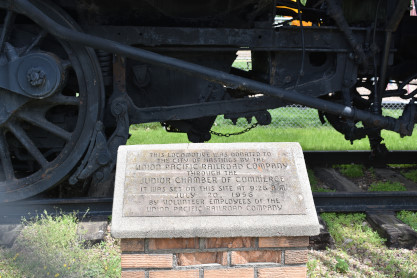 THIS LOCOMOTIVE WAS DONATED TO
THE CITY OF HASTINGS BY THE
UNION PACIFIC RAILROAD COMPANY
THROUGH THE
JUNIOR CHAMBER OF COMMERCE
IT WAS SET ON THIS SITE AT 9:26 A.M.
JULY 20, 1956
BY VOLUNTEER EMPLOYEES OF THE
UNION PACIFIC RAILROAD COMPANY